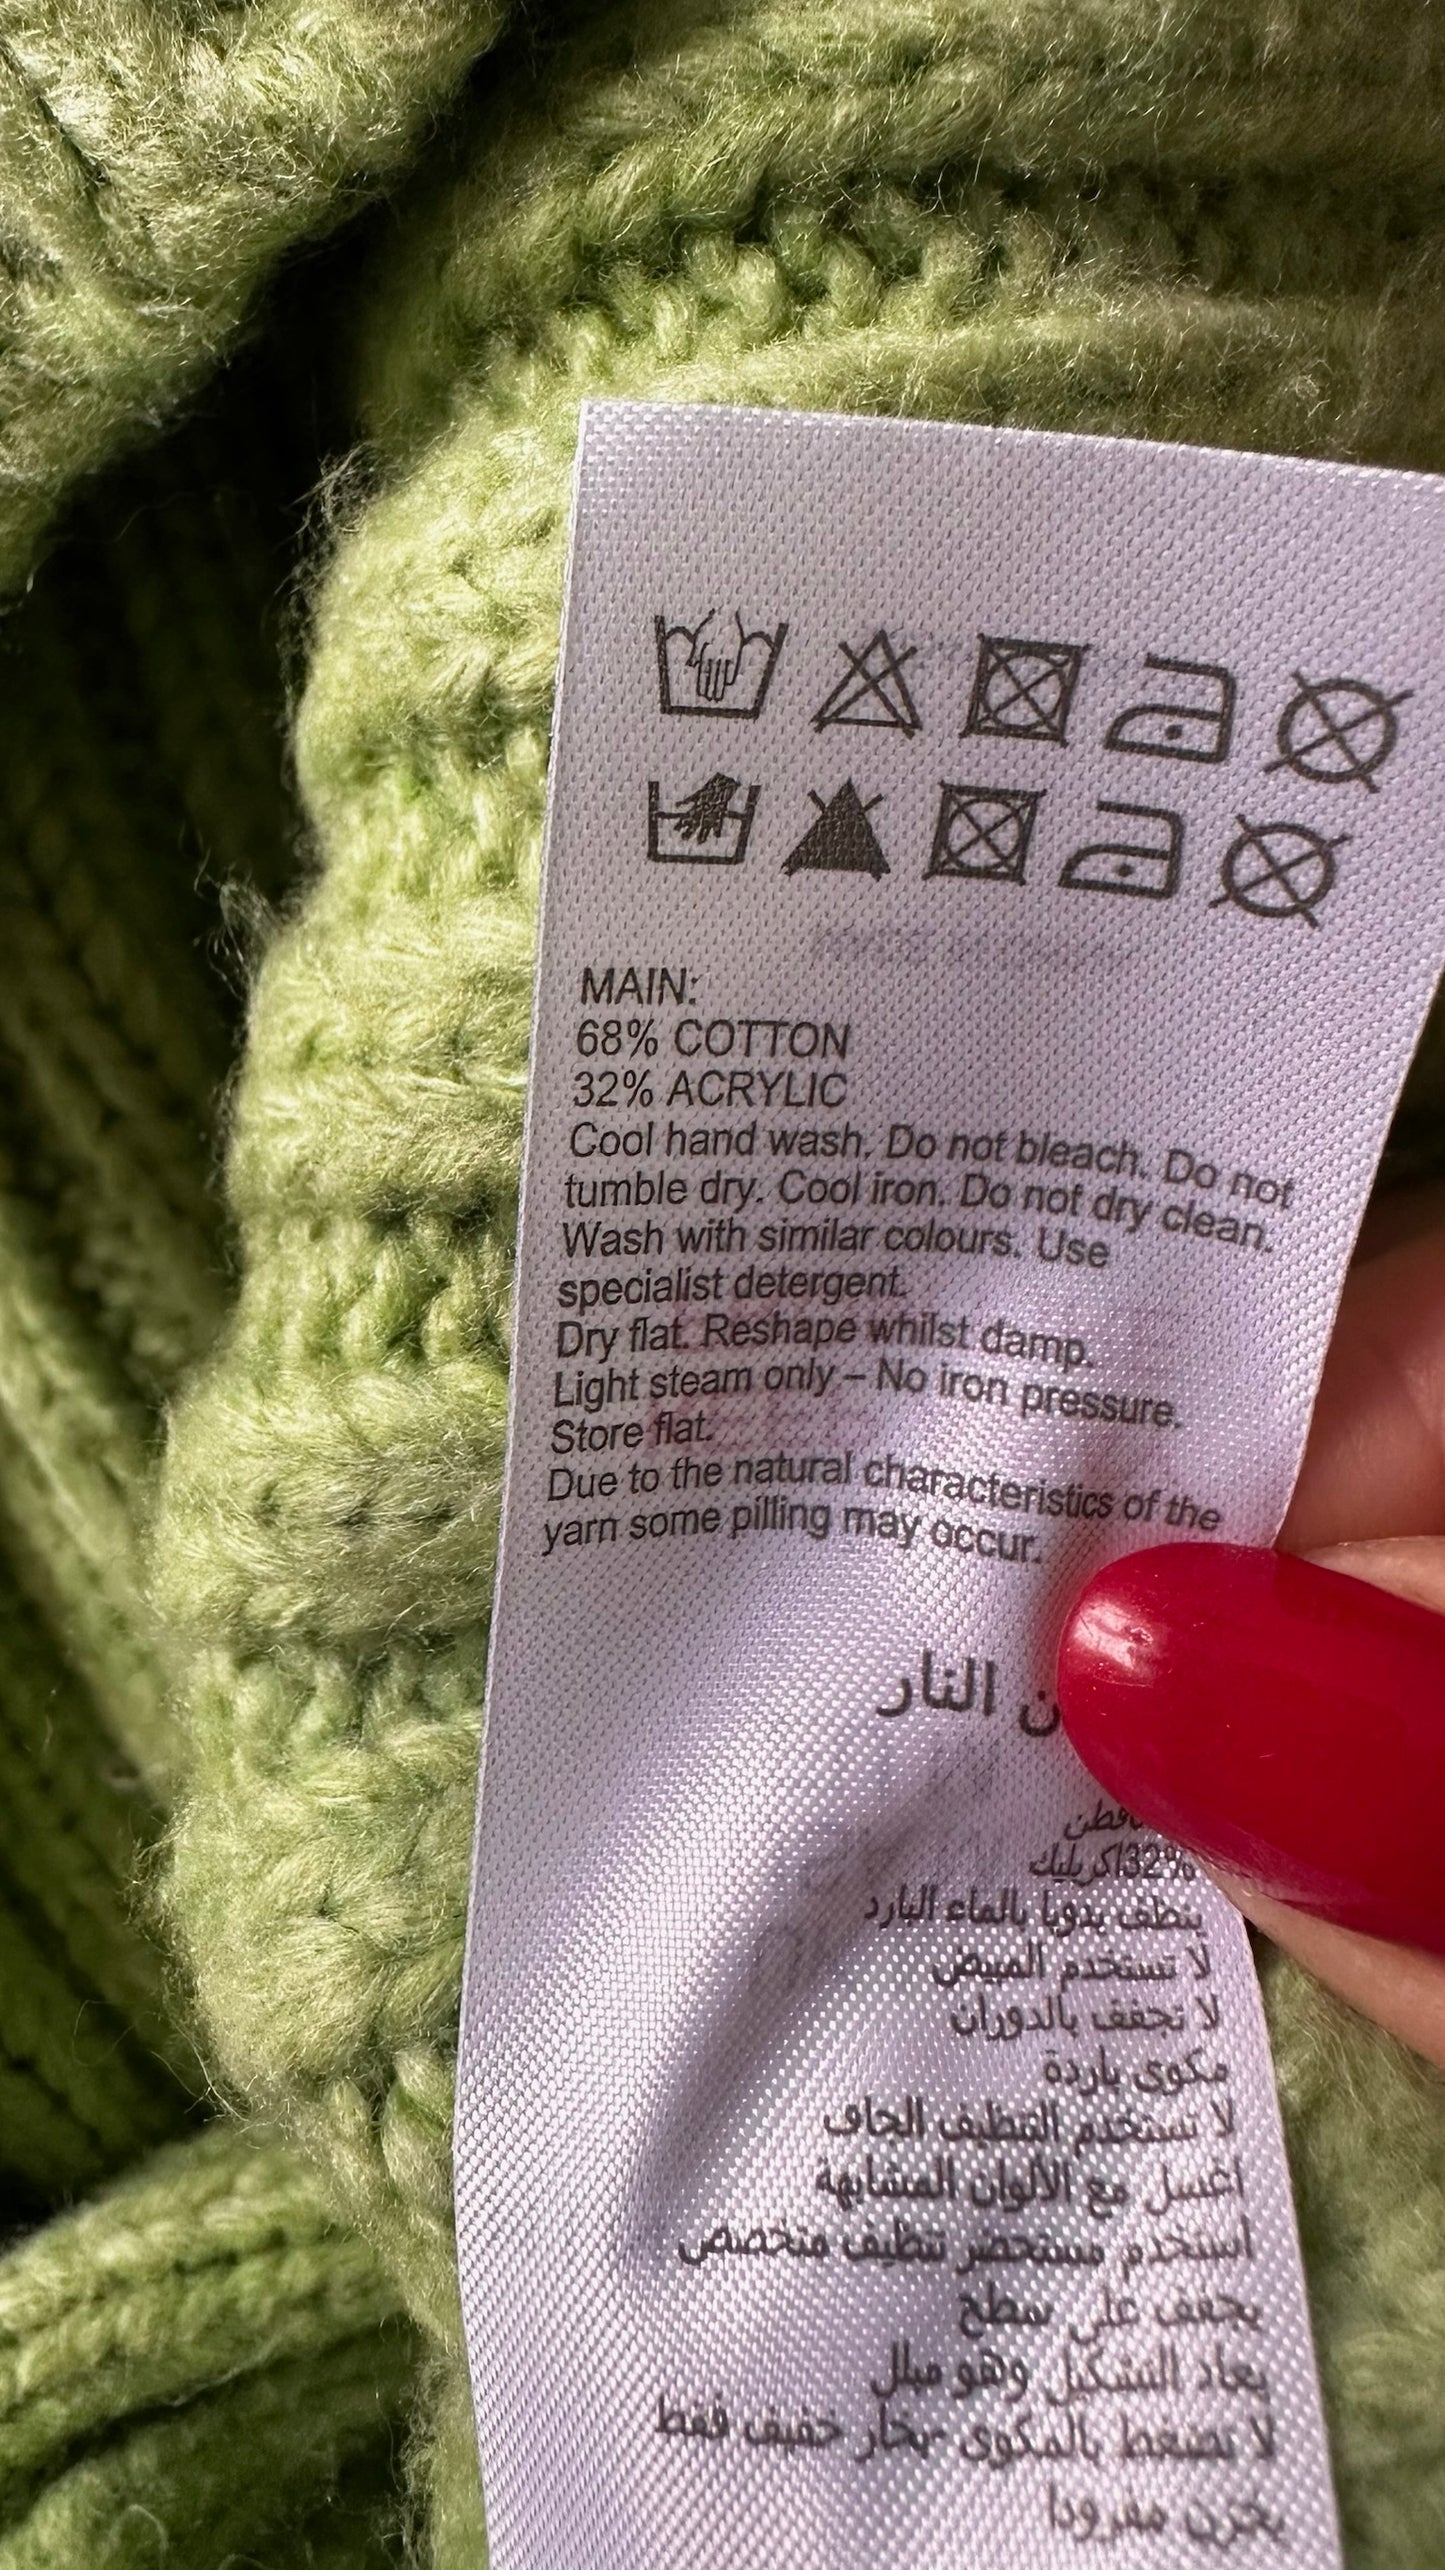 MAIN:
68% COTTON
32% ACRYLIC
Cool hand wash. Do not bleach. Do not
tumble dry. Cool iron. Do not dry clean.
Wash with similar colours. Use
specialist detergent.
Dry flat. Reshape whilst damp.
Light steam only – No iron pressure.
Store flat.
Due to the natural characteristics of the
yarn some pilling may occur.
النار
قطن
32%اكريليك
ينظف يدويا بالماء البارد
لا تستخدم المبيض
لا تجفف بالدوران
مكوى باردة
لا تستخدم التنظيف الجاف
اغسل مع الالوان المشابهة
استخدم مستحضر تنظيف متخصص
يجفف على سطح
يعاد التشكيل وهو مبلل
لا تضغط بالمكوى -بخار خفيف فقط
يخزن مفرودا